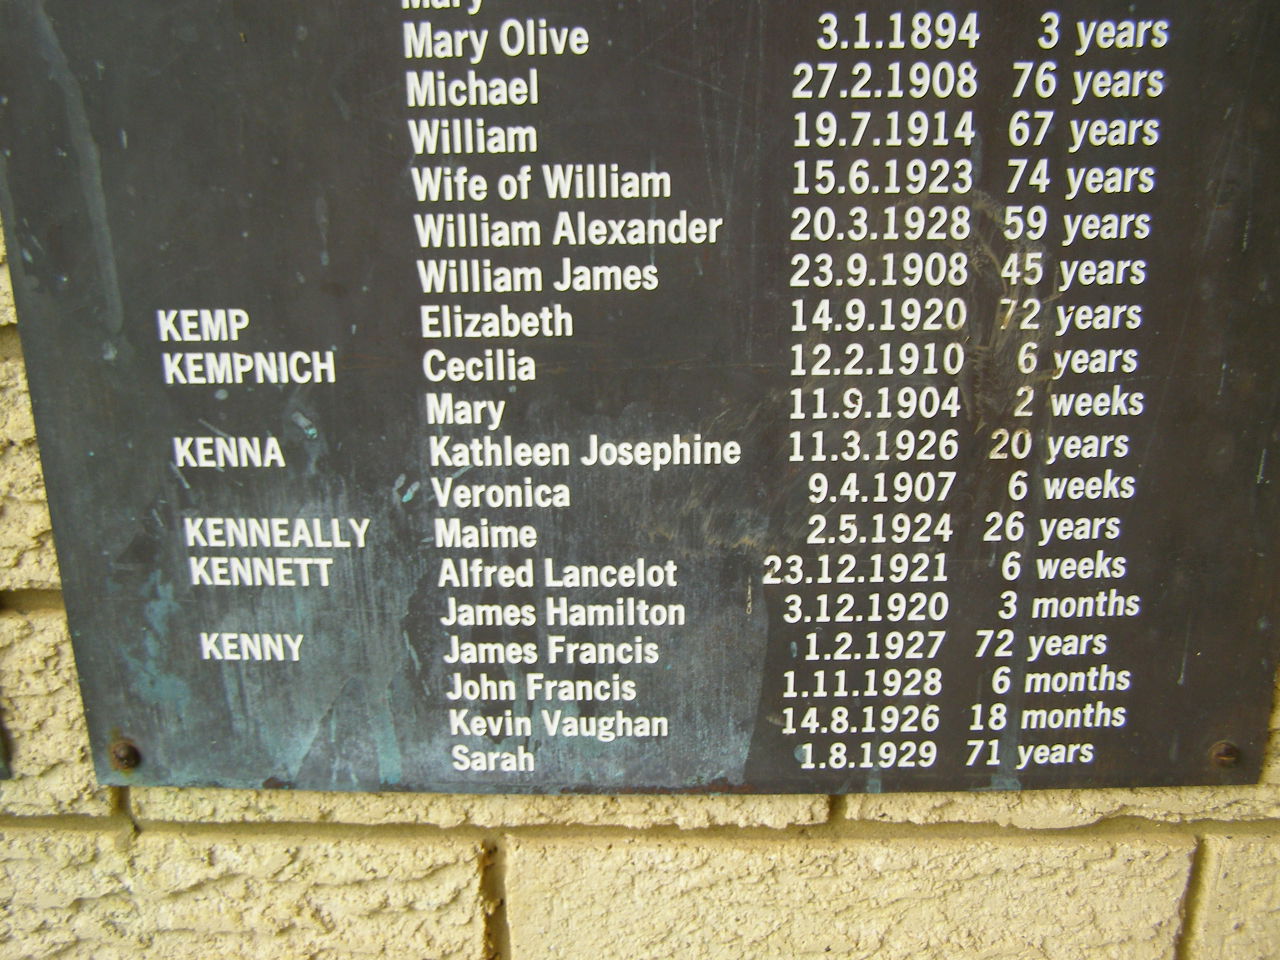 Mary
Mary Olive 3.1.1894 3 years
Michael 27.2.1908 76 years
William 19.7.1914 67 years
Wife of William 15.6.1923 74 years
William Alexander 20.3.1928 59 years
William James 23.9.1908 45 years
KEMP Elizabeth 14.9.1920 72 years
KEMPNICH Cecilia 12.2.1910 6 years
Mary 11.9.1904 2 weeks
KENNA Kathleen Josephine 11.3.1926 20 years
Veronica 9.4.1907 6 weeks
KENNEALLY Maime 2.5.1924 26 years
KENNETT Alfred Lancelot 23.12.1921 6 weeks
James Hamilton 3.12.1920 3 months
KENNY James Francis 1.2.1927 72 years
John Francis 1.11.1928 6 months
Kevin Vaughan 14.8.1926 18 months
Sarah 1.8.1929 71 years